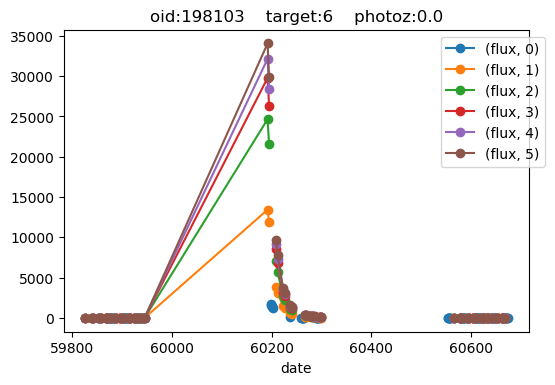 oid:198103    target:6    photoz:0.0
35000
30000
25000
20000
15000
10000
5000
0
59800
60000
60200
60400
60600
date
(flux, 0)
(flux, 1)
(flux, 2)
(flux, 3)
(flux, 4)
(flux, 5)